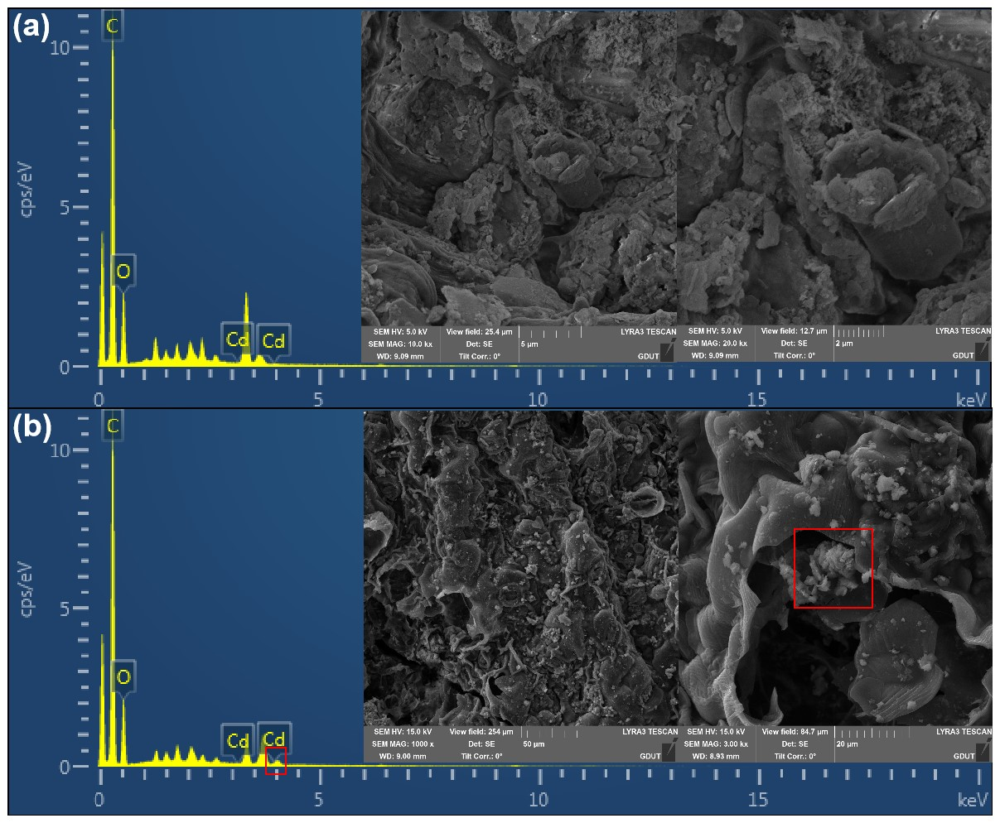 (a)
C
10
O
cps/eV
5
Cd
Cd
0
0
5
10
15
keV
SEM HV: 5.0 kV
View field: 25.4 µm
LYRA3 TESCAN
SEM MAG: 10.0 kx
Det: SE
5 µm
WD: 9.09 mm
Tilt Corr.: 0°
GDUT
SEM HV: 5.0 kV
View field: 12.7 µm
LYRA3 TESCAN
SEM MAG: 20.0 kx
Det: SE
2 µm
WD: 9.09 mm
Tilt Corr.: 0°
GDUT
(b)
C
10
cps/eV
5
O
Cd
Cd
0
0
5
10
15
keV
SEM HV: 15.0 kV
View field: 254 µm
LYRA3 TESCAN
SEM MAG: 1000 x
Det: SE
50 µm
WD: 9.00 mm
Tilt Corr.: 0°
GDUT
SEM HV: 15.0 kV
View field: 84.7 µm
LYRA3 TESCAN
SEM MAG: 3.00 kx
Det: SE
20 µm
WD: 8.93 mm
Tilt Corr.: 0°
GDUT